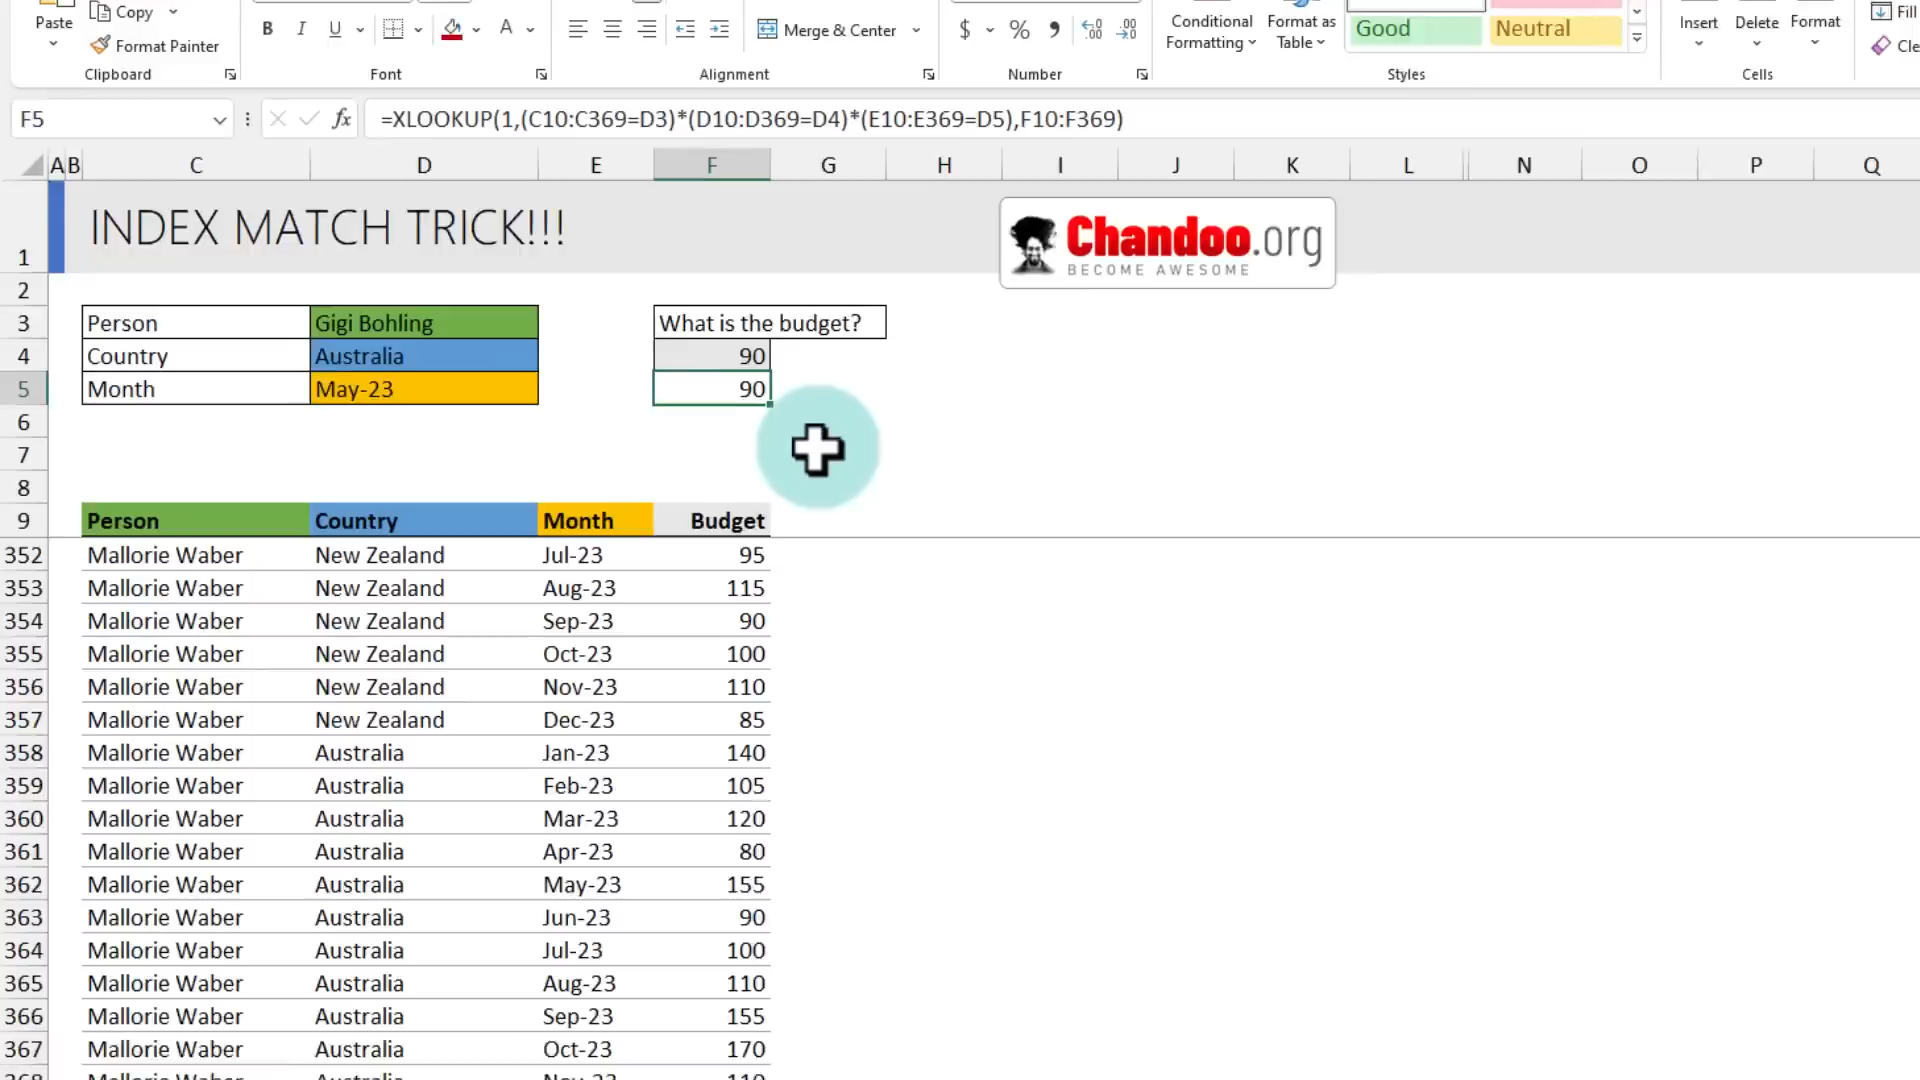 Paste
Copy
Format Painter
Clipboard
B I U
A
Font
Merge & Center
Alignment
$ % 9
Number
Conditional
Formatting
Format as
Table
Good
Neutral
Styles
Insert
Delete
Format
Cells
Fill
F5
fx
=XLOOKUP(1,(C10:C369=D3)*(D10:D369=D4)*(E10:E369=D5),F10:F369)
A B C D E F G H I J K L N O P Q
1 INDEX MATCH TRICK!!!
Chandoo.org
BECOME AWESOME
2
3 Person Gigi Bohling What is the budget?
4 Country Australia 90
5 Month May-23 90
6
7
8
9 Person Country Month Budget
352 Mallorie Waber New Zealand Jul-23 95
353 Mallorie Waber New Zealand Aug-23 115
354 Mallorie Waber New Zealand Sep-23 90
355 Mallorie Waber New Zealand Oct-23 100
356 Mallorie Waber New Zealand Nov-23 110
357 Mallorie Waber New Zealand Dec-23 85
358 Mallorie Waber Australia Jan-23 140
359 Mallorie Waber Australia Feb-23 105
360 Mallorie Waber Australia Mar-23 120
361 Mallorie Waber Australia Apr-23 80
362 Mallorie Waber Australia May-23 155
363 Mallorie Waber Australia Jun-23 90
364 Mallorie Waber Australia Jul-23 100
365 Mallorie Waber Australia Aug-23 110
366 Mallorie Waber Australia Sep-23 155
367 Mallorie Waber Australia Oct-23 170